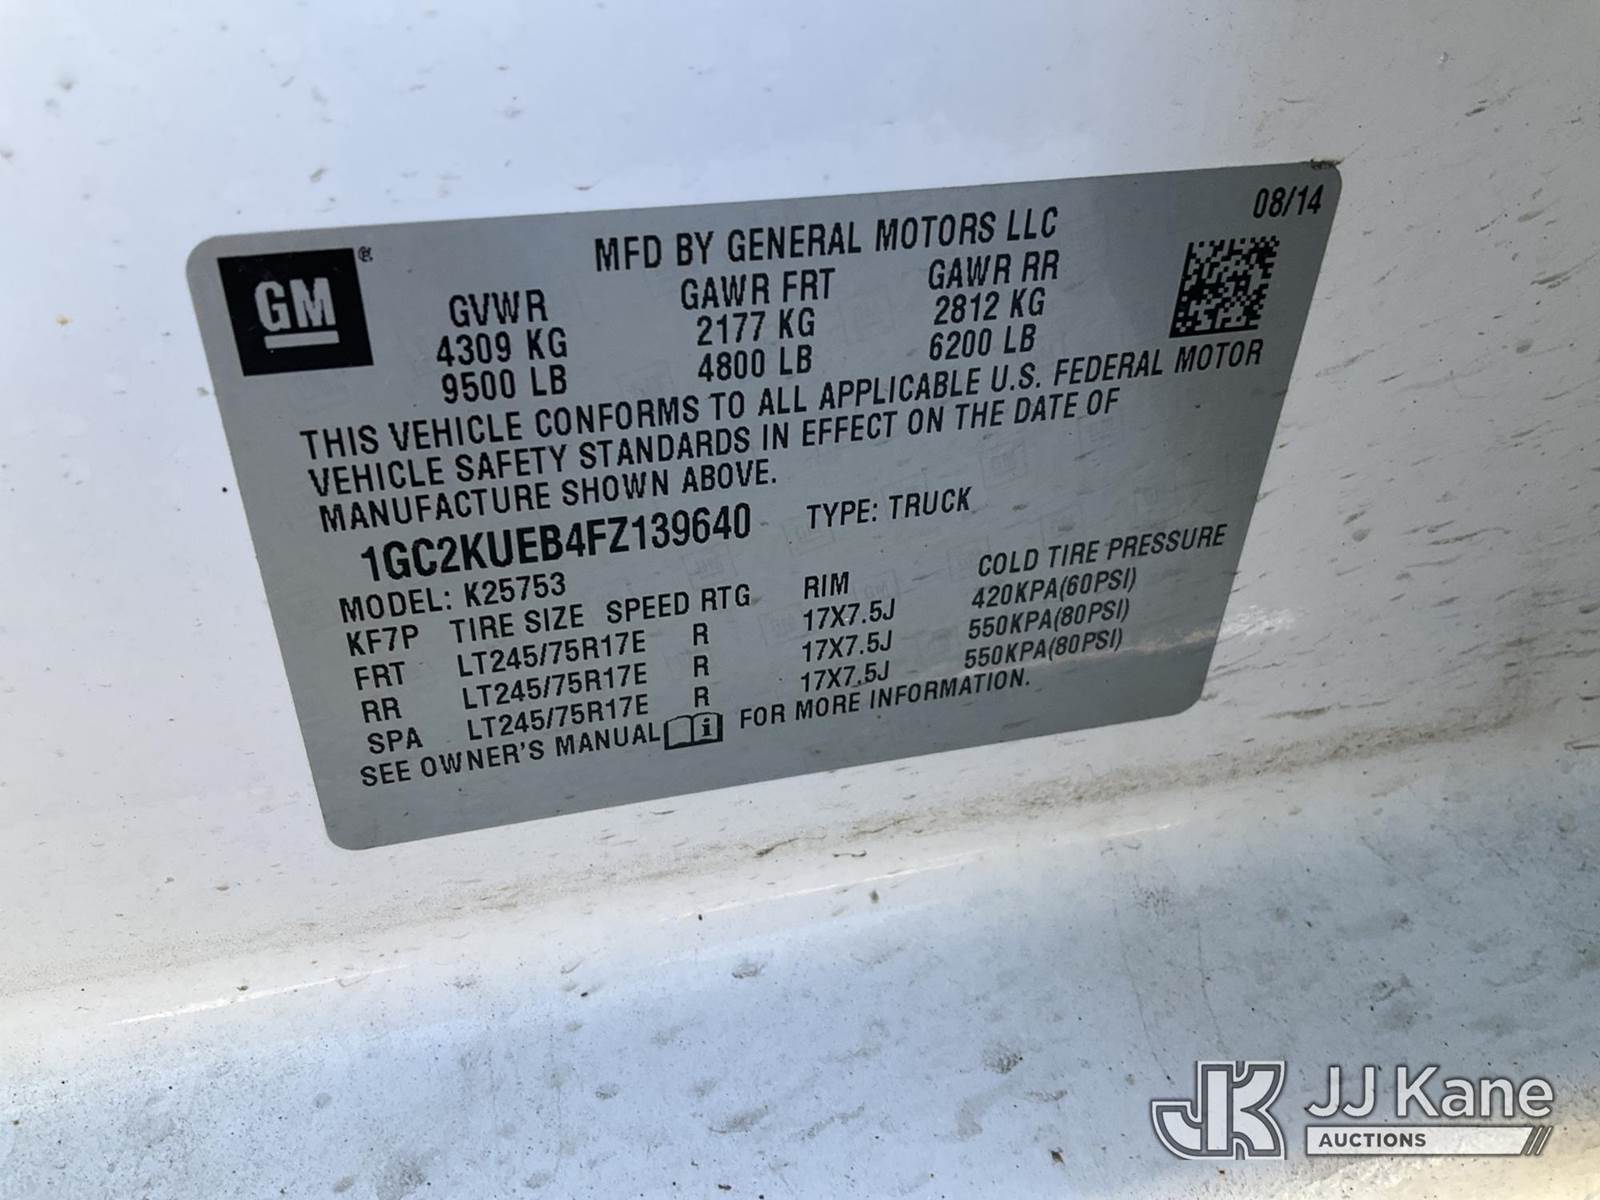 08/14
GM ®
MFD BY GENERAL MOTORS LLC
GVWR GAWR FRT GAWR RR
4309 KG 2177 KG 2812 KG
9500 LB 4800 LB 6200 LB
THIS VEHICLE CONFORMS TO ALL APPLICABLE U.S. FEDERAL MOTOR
VEHICLE SAFETY STANDARDS IN EFFECT ON THE DATE OF
MANUFACTURE SHOWN ABOVE.
1GC2KUEB4FZ139640 TYPE: TRUCK
MODEL: K25753
KF7P TIRE SIZE SPEED RTG RIM COLD TIRE PRESSURE
FRT LT245/75R17E R 17X7.5J 420KPA(60PSI)
RR LT245/75R17E R 17X7.5J 550KPA(80PSI)
SPA LT245/75R17E R 17X7.5J 550KPA(80PSI)
SEE OWNER'S MANUAL i FOR MORE INFORMATION.
JK JJ Kane
AUCTIONS